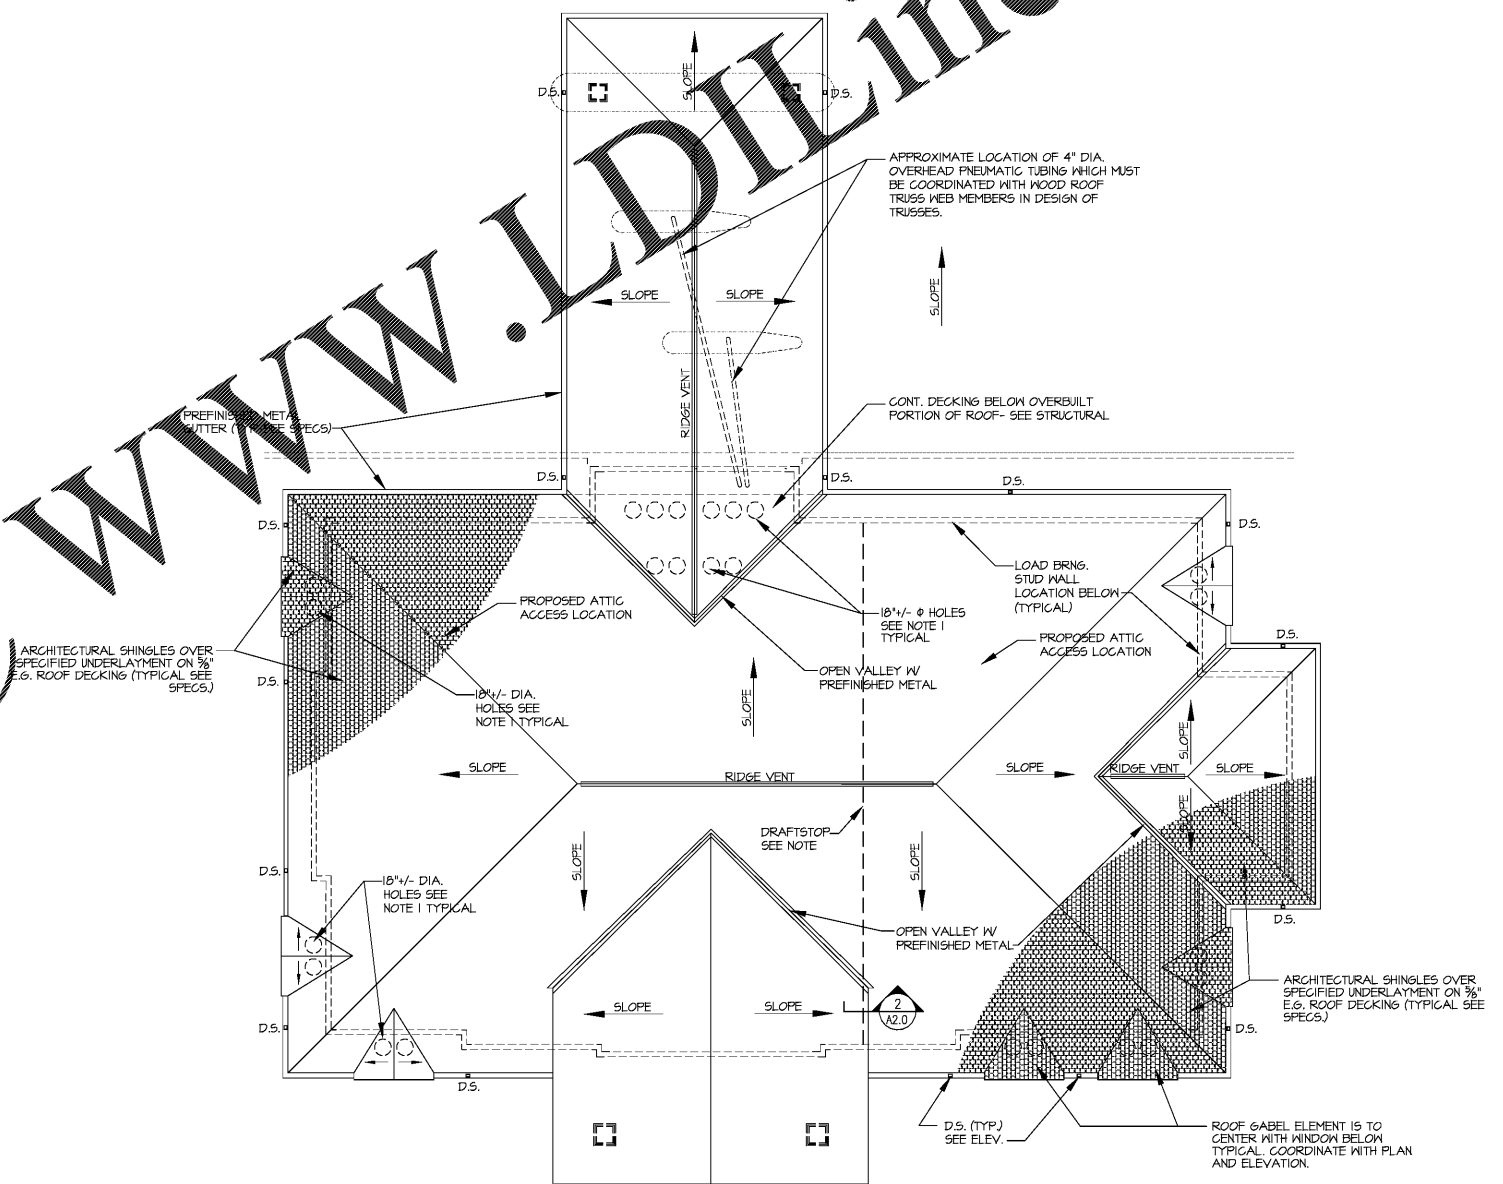 WWW.LDILine
SLOPE
D.S.
D.S.
APPROXIMATE LOCATION OF 4" DIA.
OVERHEAD PNEUMATIC TUBING WHICH MUST
BE COORDINATED WITH WOOD ROOF
TRUSS WEB MEMBERS IN DESIGN OF
TRUSSES.
SLOPE
SLOPE
SLOPE
RIDGE VENT
CONT. DECKING BELOW OVERBUILT
PORTION OF ROOF- SEE STRUCTURAL
PREFINISHED METAL
GUTTER (TYP. SEE SPECS)
D.S.
D.S.
D.S.
D.S.
D.S.
LOAD BRNG.
STUD WALL
LOCATION BELOW
(TYPICAL)
PROPOSED ATTIC
ACCESS LOCATION
18"+/- Φ HOLES
SEE NOTE 1
TYPICAL
PROPOSED ATTIC
ACCESS LOCATION
D.S.
ARCHITECTURAL SHINGLES OVER
SPECIFIED UNDERLAYMENT ON ⅝"
E.G. ROOF DECKING (TYPICAL SEE
SPECS.)
D.S.
OPEN VALLEY W/
PREFINISHED METAL
18"+/- DIA.
HOLES SEE
NOTE 1 TYPICAL
SLOPE
SLOPE
SLOPE
RIDGE VENT
SLOPE
RIDGE VENT
SLOPE
SLOPE
DRAFTSTOP
SEE NOTE
SLOPE
SLOPE
D.S.
18"+/- DIA.
HOLES SEE
NOTE 1 TYPICAL
D.S.
OPEN VALLEY W/
PREFINISHED METAL
ARCHITECTURAL SHINGLES OVER
SPECIFIED UNDERLAYMENT ON ⅝"
E.G. ROOF DECKING (TYPICAL SEE
SPECS.)
SLOPE
SLOPE
2
A2.0
D.S.
D.S.
D.S.
D.S. (TYP.)
SEE ELEV.
ROOF GABEL ELEMENT IS TO
CENTER WITH WINDOW BELOW
TYPICAL. COORDINATE WITH PLAN
AND ELEVATION.